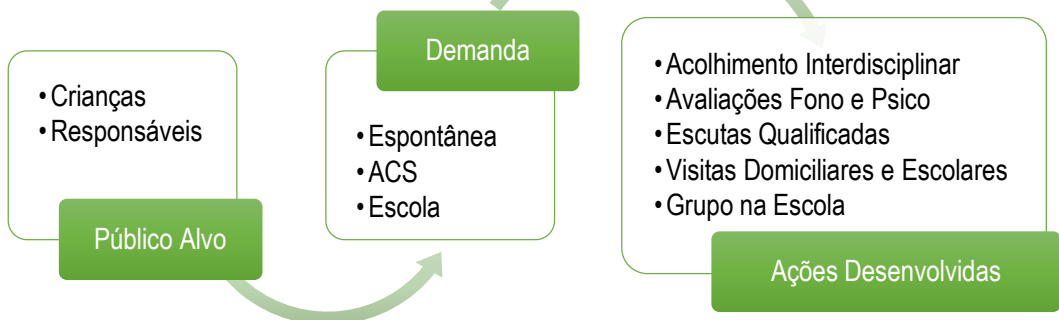 • Crianças
• Responsáveis
Público Alvo
Demanda
• Espontânea
• ACS
• Escola
• Acolhimento Interdisciplinar
• Avaliações Fono e Psico
• Escutas Qualificadas
• Visitas Domiciliares e Escolares
• Grupo na Escola
Ações Desenvolvidas